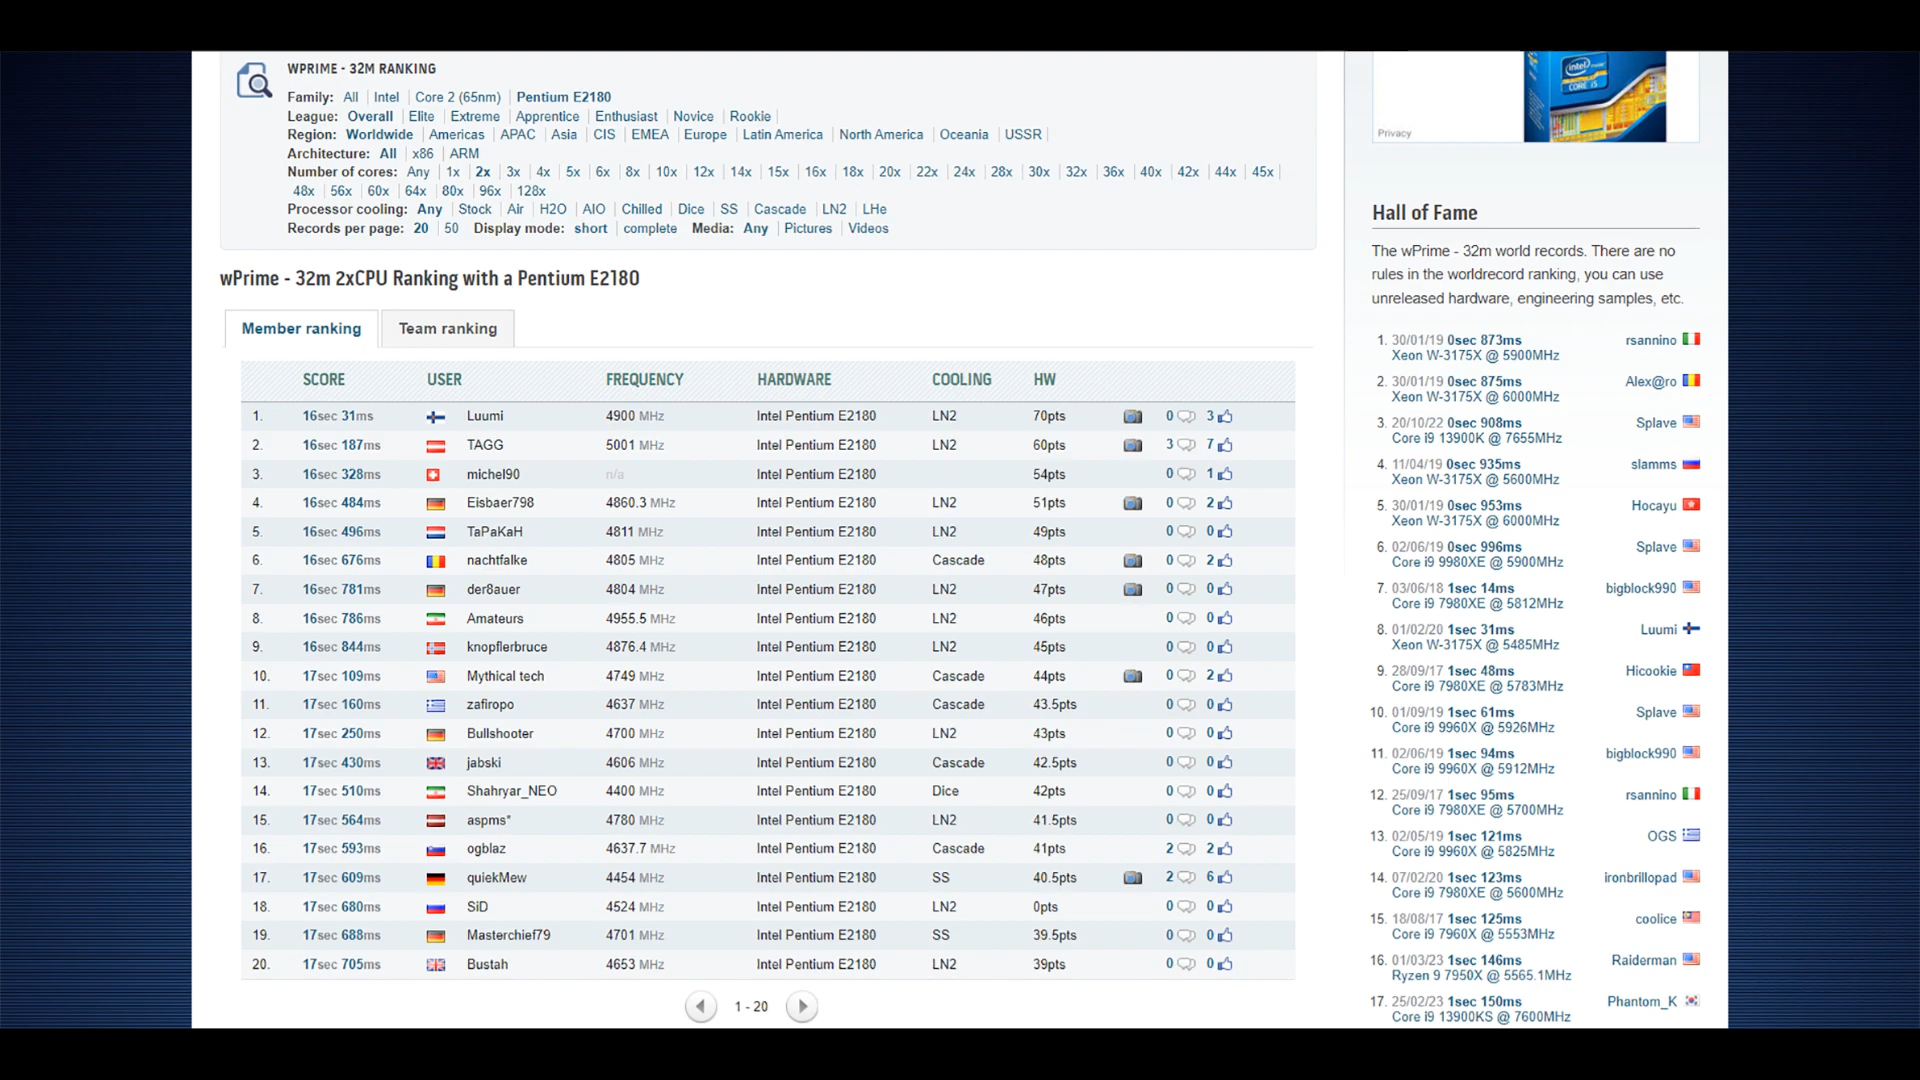 WPRIME - 32M RANKING
Family: All Intel Core 2 (65nm) Pentium E2180
League: Overall Elite Extreme Apprentice Enthusiast Novice Rookie
Region: Worldwide Americas APAC Asia CIS EMEA Europe Latin America North America Oceania USSR
Architecture: All x86 ARM
Number of cores: Any 1x 2x 3x 4x 5x 6x 8x 10x 12x 14x 15x 16x 18x 20x 22x 24x 28x 30x 32x 36x 40x 42x 44x 45x
48x 56x 60x 64x 80x 96x 128x
Processor cooling: Any Stock Air H2O AIO Chilled Dice SS Cascade LN2 LHe
Records per page: 20 50 Display mode: short complete Media: Any Pictures Videos
wPrime - 32m 2xCPU Ranking with a Pentium E2180
Member ranking Team ranking
SCORE USER FREQUENCY HARDWARE COOLING HW
1. 16sec 31ms Luumi 4900 MHz Intel Pentium E2180 LN2 70pts 0 3
2. 16sec 187ms TAGG 5001 MHz Intel Pentium E2180 LN2 60pts 3 7
3. 16sec 328ms michel90 n/a Intel Pentium E2180 54pts 0 1
4. 16sec 484ms Eisbaer798 4860.3 MHz Intel Pentium E2180 LN2 51pts 0 2
5. 16sec 496ms TaPaKaH 4811 MHz Intel Pentium E2180 LN2 49pts 0 0
6. 16sec 676ms nachtfalke 4805 MHz Intel Pentium E2180 Cascade 48pts 0 2
7. 16sec 781ms der8auer 4804 MHz Intel Pentium E2180 LN2 47pts 0 0
8. 16sec 786ms Amateurs 4955.5 MHz Intel Pentium E2180 LN2 46pts 0 0
9. 16sec 844ms knopflerbruce 4876.4 MHz Intel Pentium E2180 LN2 45pts 0 0
10. 17sec 109ms Mythical tech 4749 MHz Intel Pentium E2180 Cascade 44pts 0 2
11. 17sec 160ms zafiropo 4637 MHz Intel Pentium E2180 Cascade 43.5pts 0 0
12. 17sec 250ms Bullshooter 4700 MHz Intel Pentium E2180 LN2 43pts 0 0
13. 17sec 430ms jabski 4606 MHz Intel Pentium E2180 Cascade 42.5pts 0 0
14. 17sec 510ms Shahryar_NEO 4400 MHz Intel Pentium E2180 Dice 42pts 0 0
15. 17sec 564ms aspms* 4780 MHz Intel Pentium E2180 LN2 41.5pts 0 0
16. 17sec 593ms ogblaz 4637.7 MHz Intel Pentium E2180 Cascade 41pts 2 2
17. 17sec 609ms quiekMew 4454 MHz Intel Pentium E2180 SS 40.5pts 2 6
18. 17sec 680ms SiD 4524 MHz Intel Pentium E2180 LN2 0pts 0 0
19. 17sec 688ms Masterchief79 4701 MHz Intel Pentium E2180 SS 39.5pts 0 0
20. 17sec 705ms Bustah 4653 MHz Intel Pentium E2180 LN2 39pts 0 0
1 - 20
intel
CORE i5
Privacy
Hall of Fame
The wPrime - 32m world records. There are no
rules in the worldrecord ranking, you can use
unreleased hardware, engineering samples, etc.
1. 30/01/19 0sec 873ms rsannino
Xeon W-3175X @ 5900MHz
2. 30/01/19 0sec 875ms Alex@ro
Xeon W-3175X @ 6000MHz
3. 20/10/22 0sec 908ms Splave
Core i9 13900K @ 7655MHz
4. 11/04/19 0sec 935ms slamms
Xeon W-3175X @ 5600MHz
5. 30/01/19 0sec 953ms Hocayu
Xeon W-3175X @ 6000MHz
6. 02/06/19 0sec 996ms Splave
Core i9 9980XE @ 5900MHz
7. 03/06/18 1sec 14ms bigblock990
Core i9 7980XE @ 5812MHz
8. 01/02/20 1sec 31ms Luumi
Xeon W-3175X @ 5485MHz
9. 28/09/17 1sec 48ms Hicookie
Core i9 7980XE @ 5783MHz
10. 01/09/19 1sec 61ms Splave
Core i9 9960X @ 5926MHz
11. 02/06/19 1sec 94ms bigblock990
Core i9 9960X @ 5912MHz
12. 25/09/17 1sec 95ms rsannino
Core i9 7980XE @ 5700MHz
13. 02/05/19 1sec 121ms OGS
Core i9 9960X @ 5825MHz
14. 07/02/20 1sec 123ms ironbrillopad
Core i9 7980XE @ 5600MHz
15. 18/08/17 1sec 125ms coolice
Core i9 7960X @ 5553MHz
16. 01/03/23 1sec 146ms Raiderman
Ryzen 9 7950X @ 5565.1MHz
17. 25/02/23 1sec 150ms Phantom_K
Core i9 13900KS @ 7600MHz